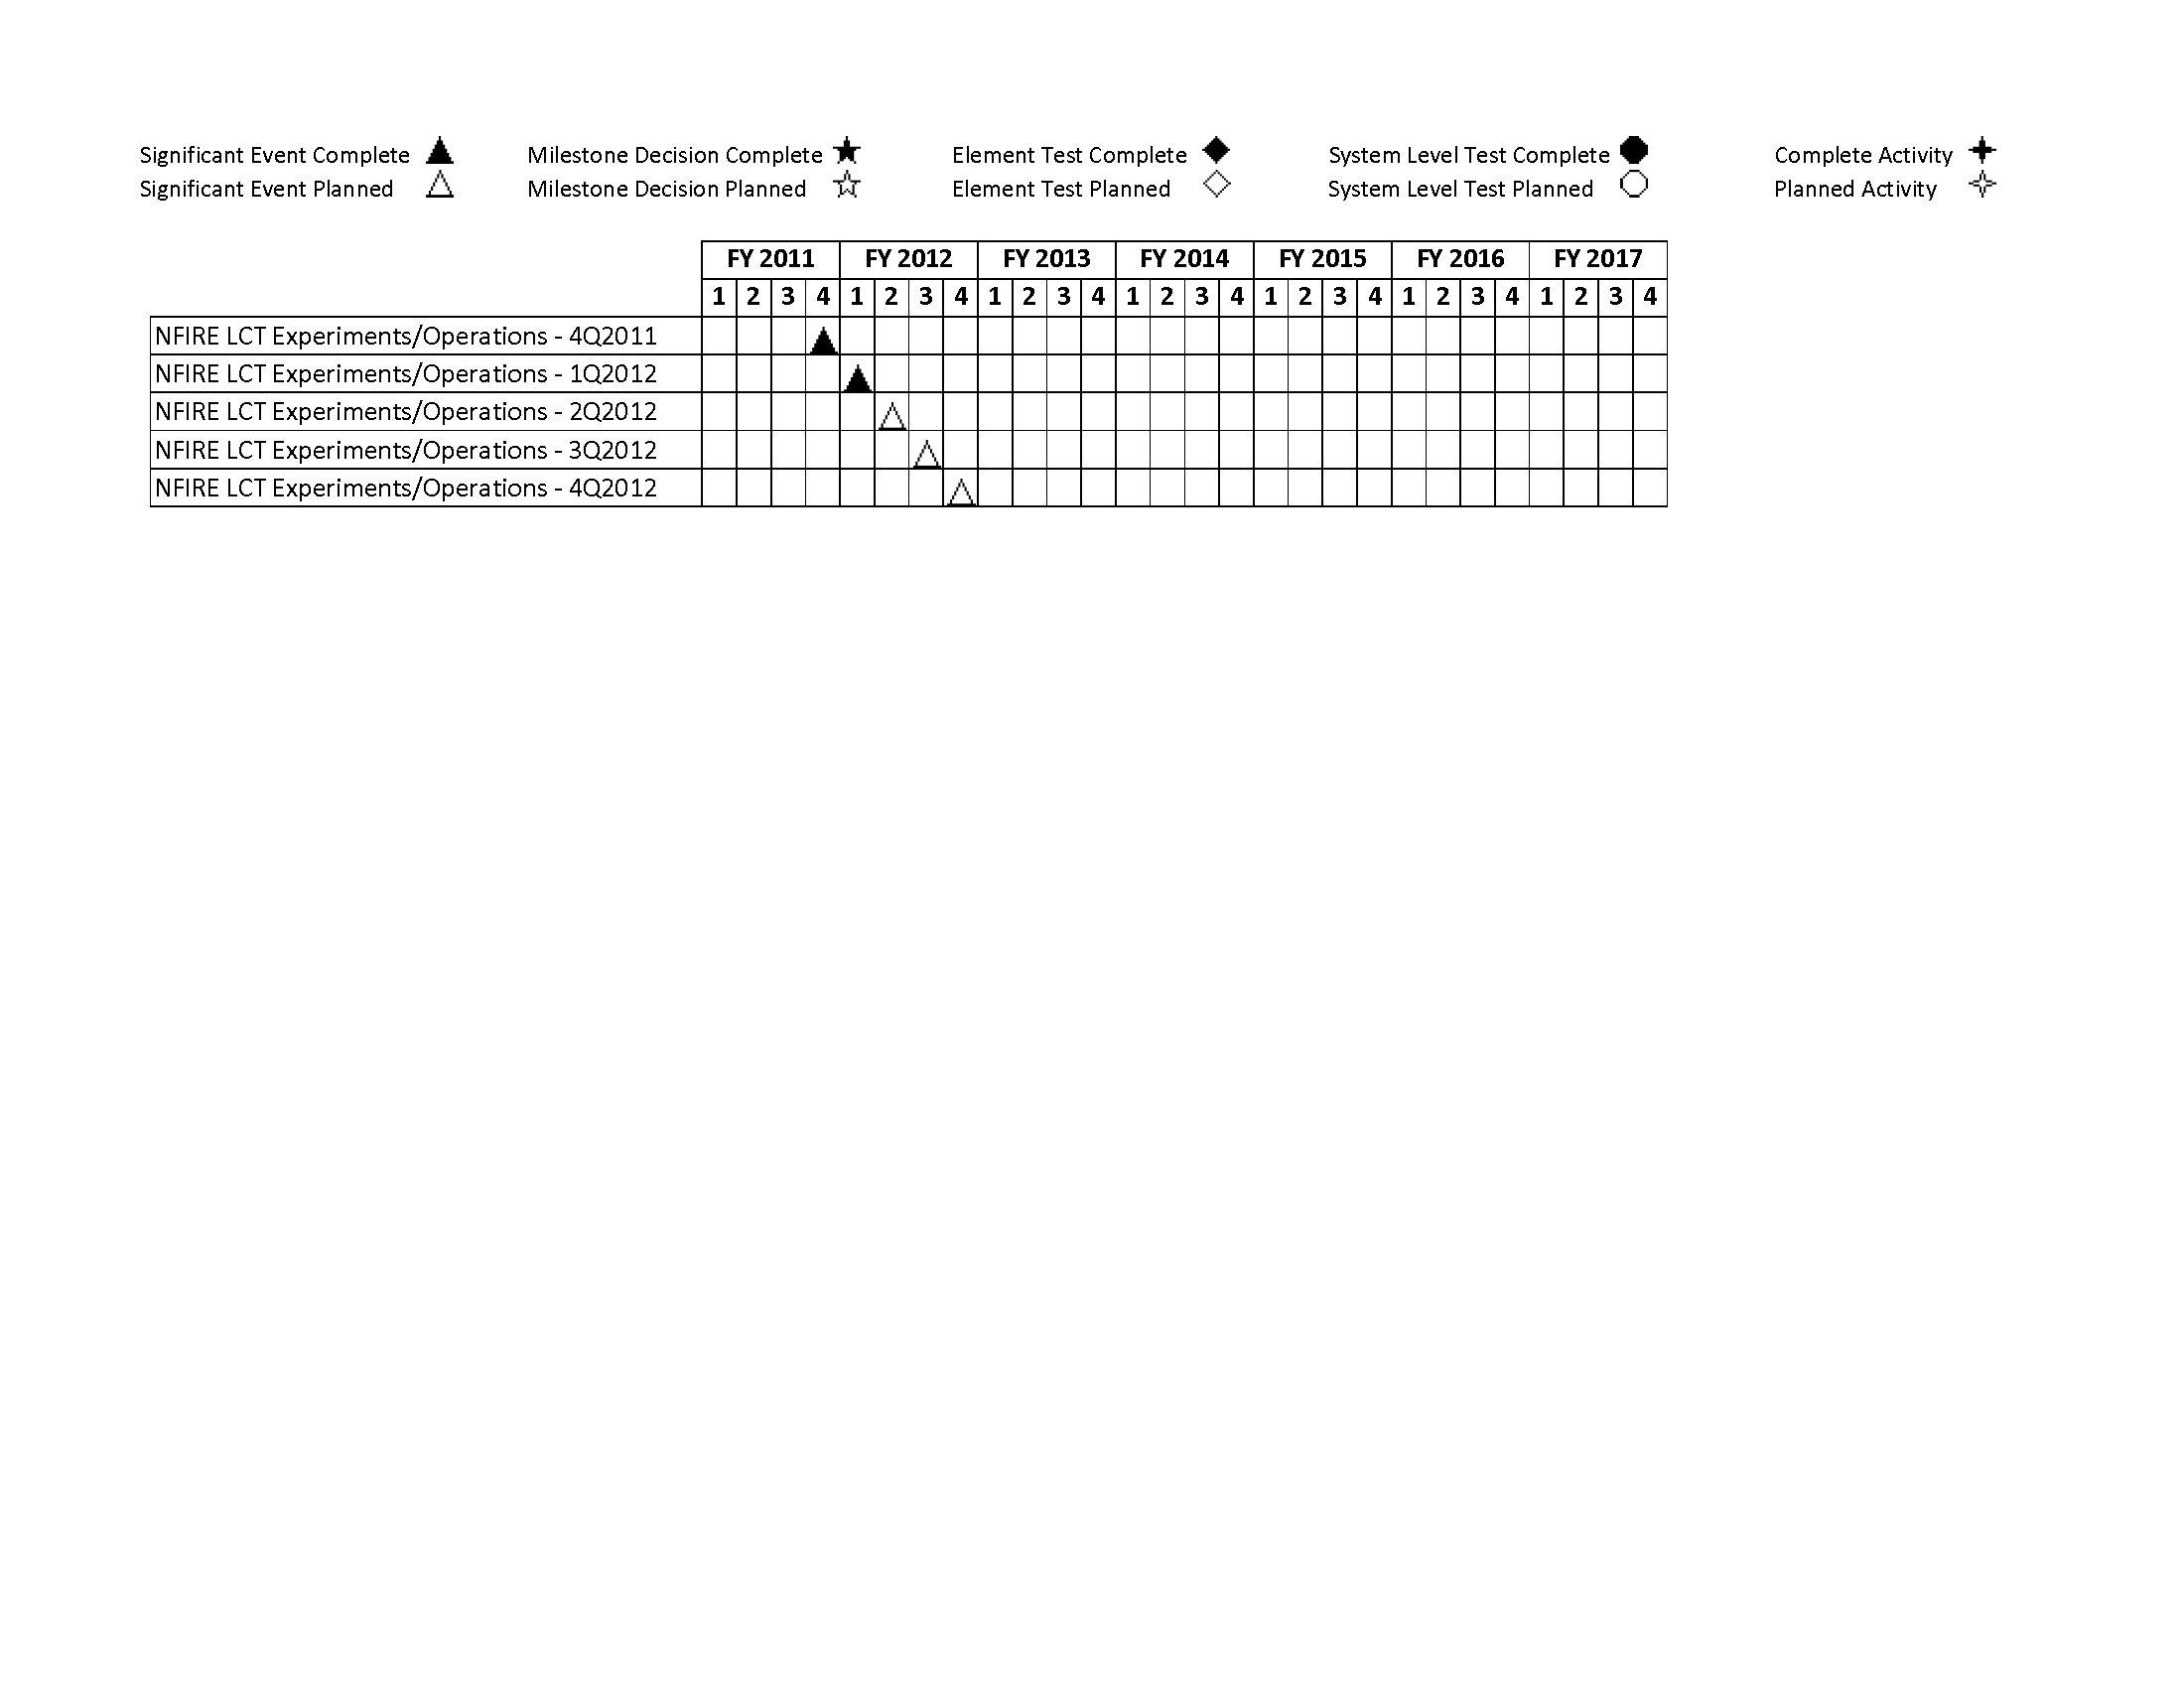 Significant Event Complete ▲ Milestone Decision Complete ★ Element Test Complete ◆ System Level Test Complete ● Complete Activity ✦
Significant Event Planned △ Milestone Decision Planned ☆ Element Test Planned ◇ System Level Test Planned ○ Planned Activity ✧
FY 2011 FY 2012 FY 2013 FY 2014 FY 2015 FY 2016 FY 2017
1 2 3 4 1 2 3 4 1 2 3 4 1 2 3 4 1 2 3 4 1 2 3 4 1 2 3 4
NFIRE LCT Experiments/Operations - 4Q2011 ▲
NFIRE LCT Experiments/Operations - 1Q2012 ▲
NFIRE LCT Experiments/Operations - 2Q2012 △
NFIRE LCT Experiments/Operations - 3Q2012 △
NFIRE LCT Experiments/Operations - 4Q2012 △